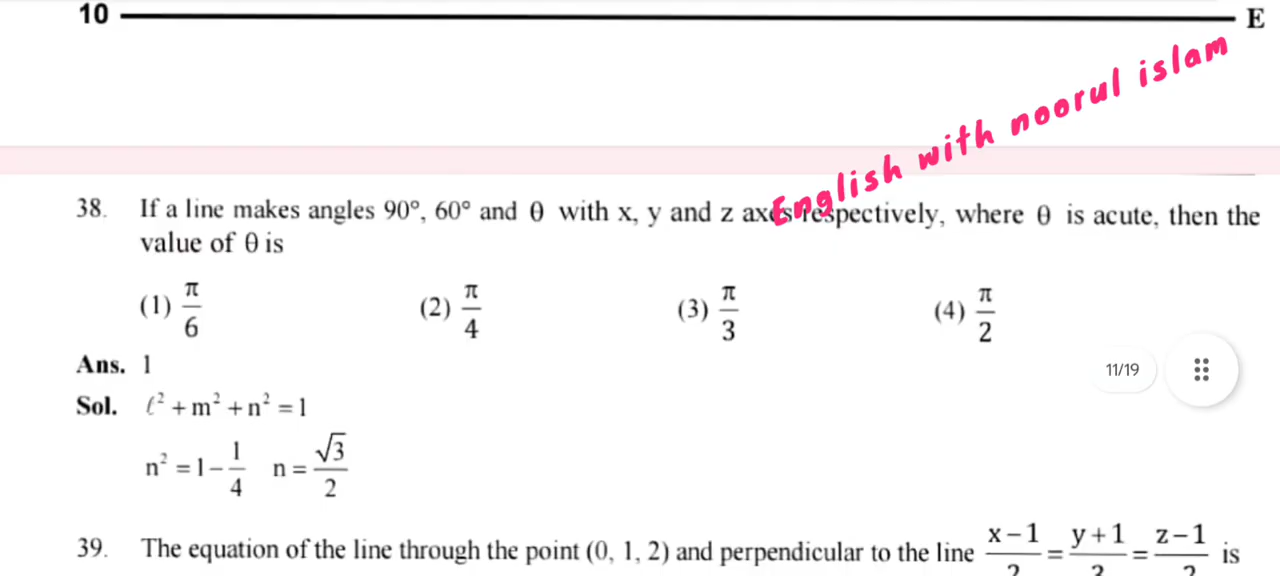 10 E
English with noorul islam
38. If a line makes angles 90°, 60° and θ with x, y and z axes respectively, where θ is acute, then the
value of θ is
(1) π/6 (2) π/4 (3) π/3 (4) π/2
Ans. 1
11/19
Sol. ℓ² + m² + n² = 1
n² = 1 − 1/4 n = √3/2
39. The equation of the line through the point (0, 1, 2) and perpendicular to the line x − 1 = y + 1 = z − 1 is